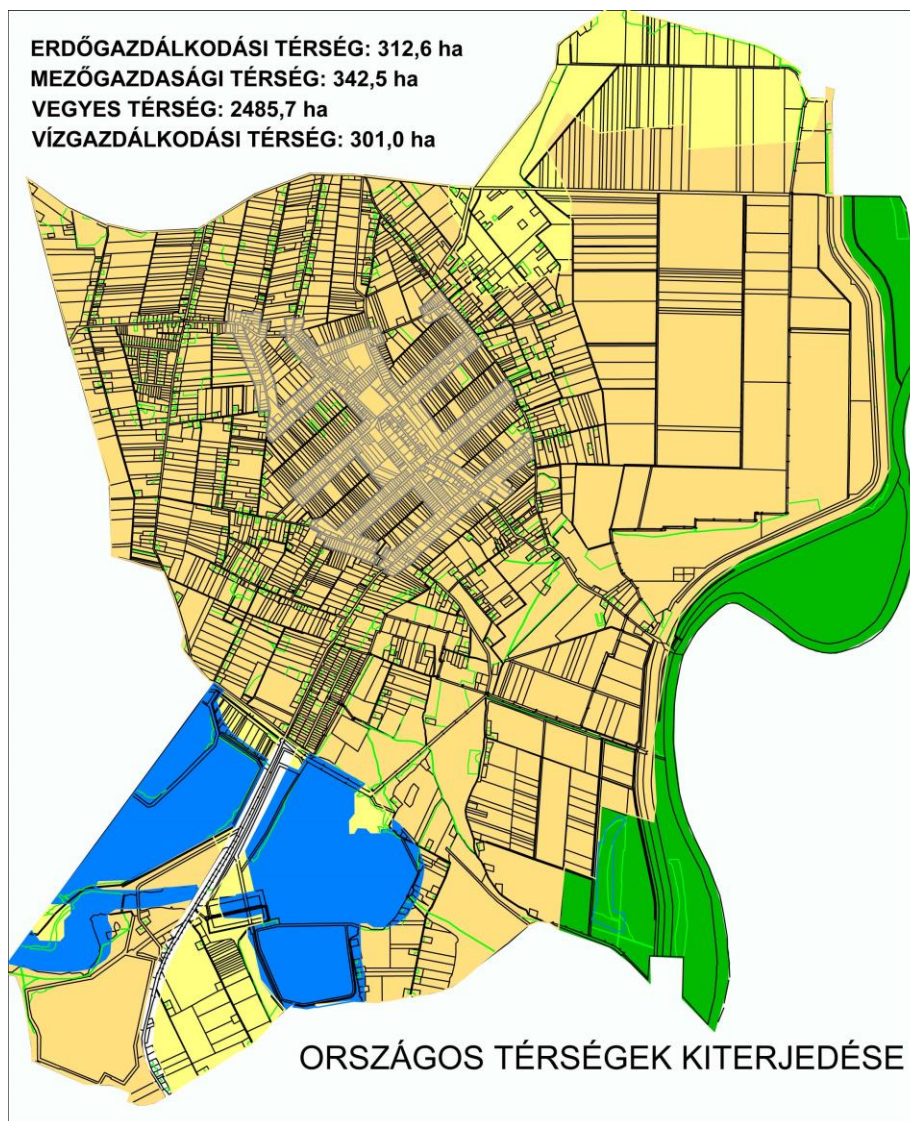 ERDŐGAZDÁLKODÁSI TÉRSÉG: 312,6 ha
MEZŐGAZDASÁGI TÉRSÉG: 342,5 ha
VEGYES TÉRSÉG: 2485,7 ha
VÍZGAZDÁLKODÁSI TÉRSÉG: 301,0 ha
ORSZÁGOS TÉRSÉGEK KITERJEDÉSE